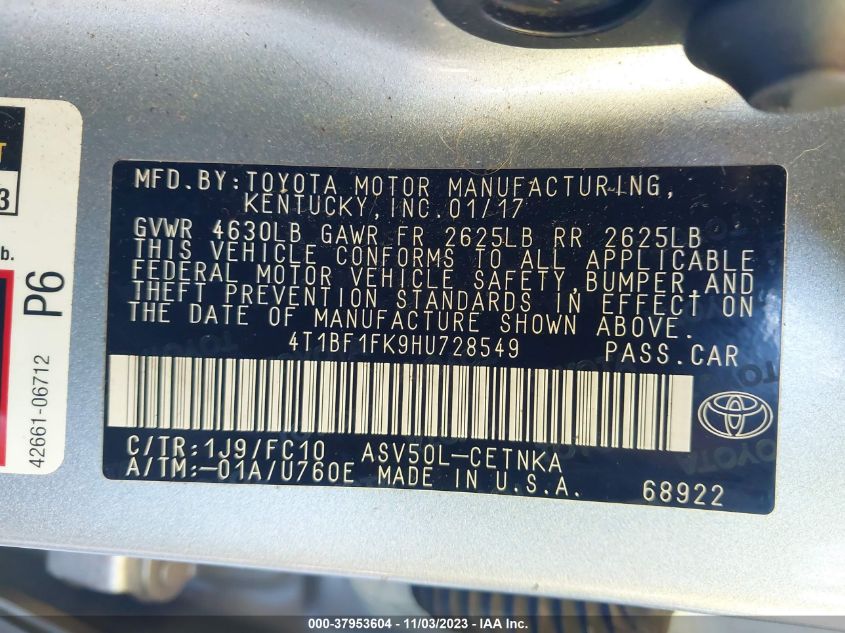 T
3
b.
P6
42661-06712
MFD.BY:TOYOTA MOTOR MANUFACTURING,
KENTUCKY,INC.01/17
GVWR 4630LB GAWR FR 2625LB RR 2625LB
THIS VEHICLE CONFORMS TO ALL APPLICABLE
FEDERAL MOTOR VEHICLE SAFETY,BUMPER,AND
THEFT PREVENTION STANDARDS IN EFFECT ON
THE DATE OF MANUFACTURE SHOWN ABOVE.
4T1BF1FK9HU728549 PASS.CAR
C/TR:1J9/FC10 ASV50L-CETNKA
A/TM:-01A/U760E MADE IN U.S.A. 68922
000-37953604 - 11/03/2023 - IAA Inc.